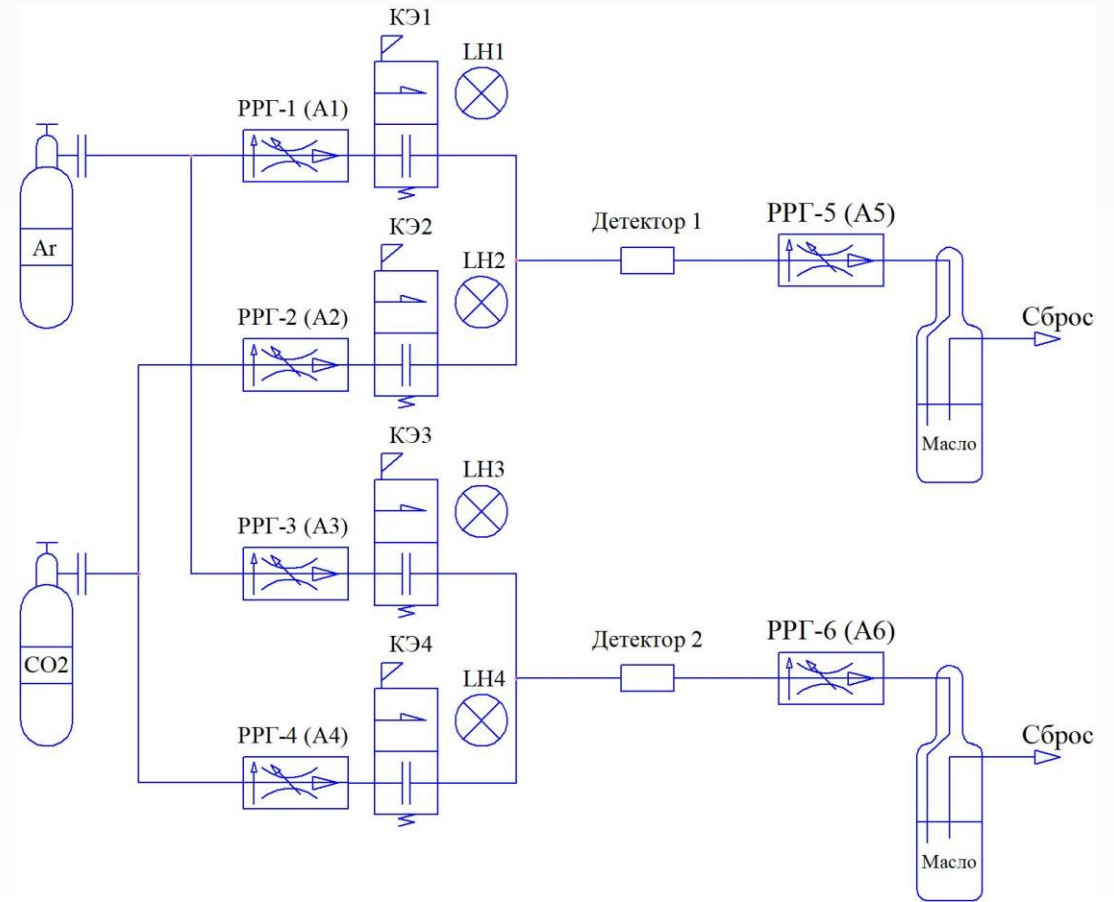 КЭ1
LH1
РРГ-1 (А1)
Ar
КЭ2
LH2
РРГ-2 (А2)
Детектор 1
РРГ-5 (А5)
Сброс
Масло
КЭ3
LH3
РРГ-3 (А3)
CO2
КЭ4
LH4
РРГ-4 (А4)
Детектор 2
РРГ-6 (А6)
Сброс
Масло